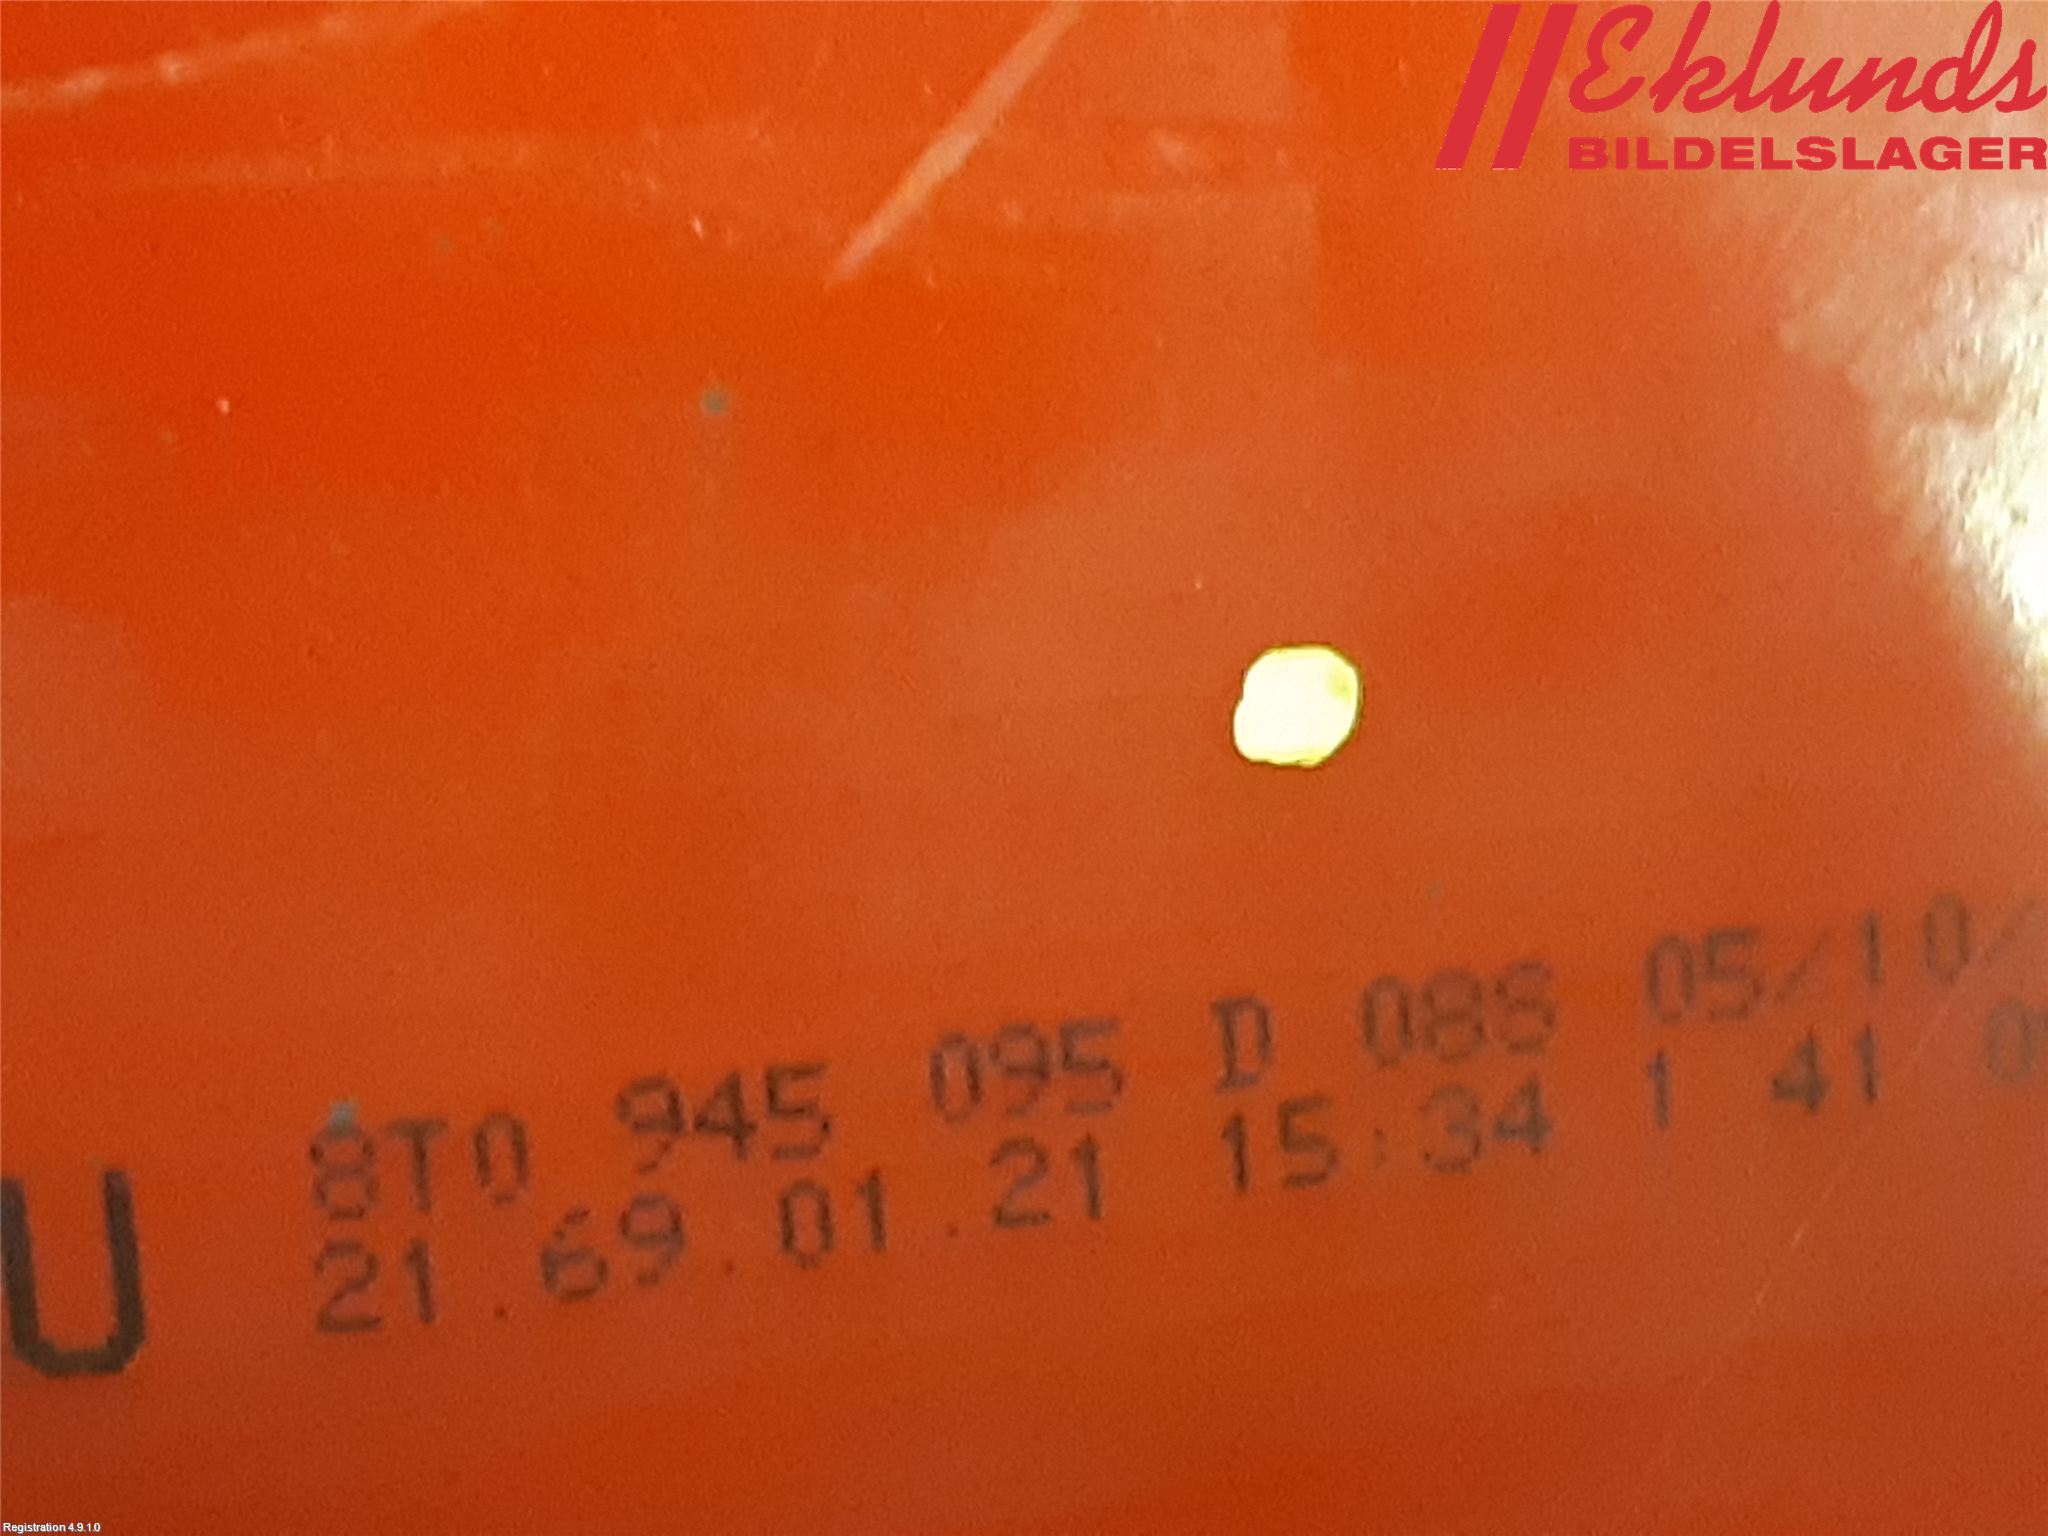 Eklunds
BILDELSLAGER
8T0 945 095 D 08S 05/10/
U
21.69.01.21 15:34 1 41
Registration 4.9.1.0